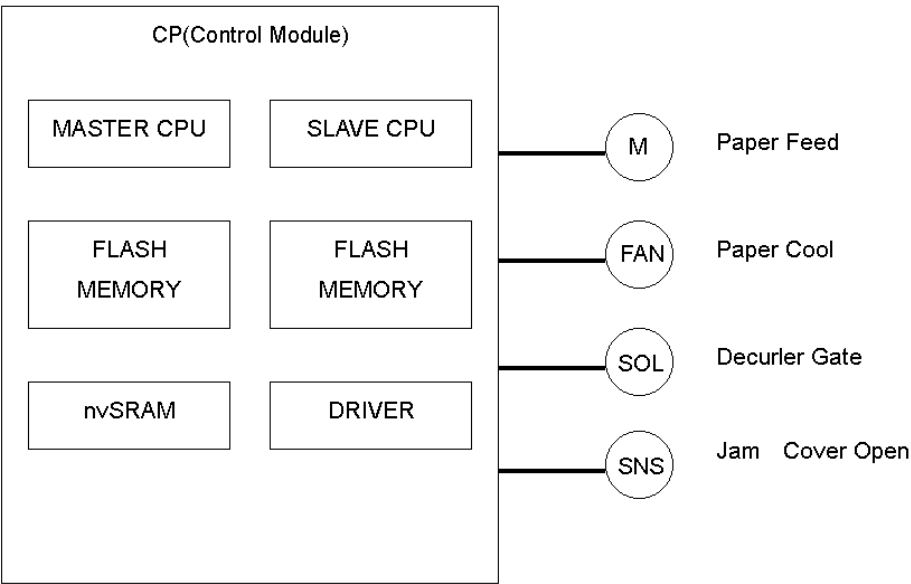 CP(Control Module)
MASTER CPU
SLAVE CPU
FLASH
MEMORY
FLASH
MEMORY
nvSRAM
DRIVER
M
Paper Feed
FAN
Paper Cool
SOL
Decurler Gate
SNS
Jam Cover Open